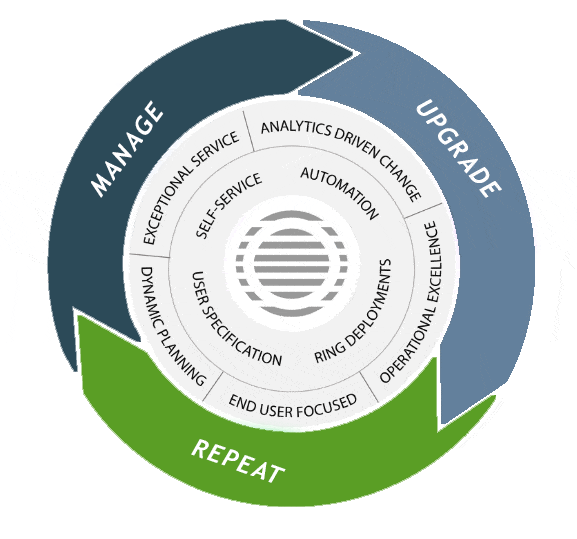 MANAGE
UPGRADE
REPEAT
EXCEPTIONAL SERVICE
ANALYTICS DRIVEN CHANGE
OPERATIONAL EXCELLENCE
END USER FOCUSED
DYNAMIC PLANNING
SELF-SERVICE
AUTOMATION
RING DEPLOYMENTS
USER SPECIFICATION